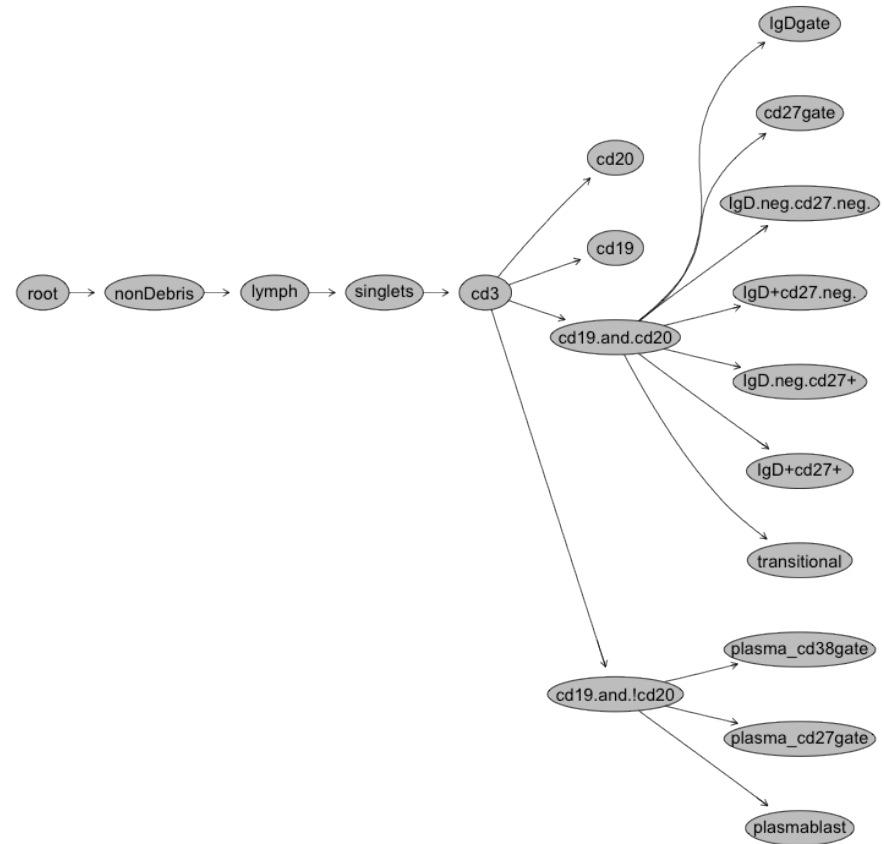 root
nonDebris
lymph
singlets
cd3
cd20
cd19
cd19.and.cd20
cd19.and.!cd20
IgDgate
cd27gate
IgD.neg.cd27.neg.
IgD+cd27.neg.
IgD.neg.cd27+
IgD+cd27+
transitional
plasma_cd38gate
plasma_cd27gate
plasmablast